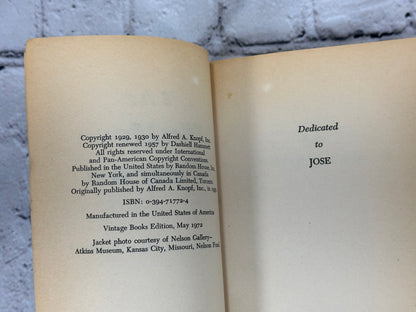 Copyright 1929, 1930 by Alfred A. Knopf, Inc.
Copyright renewed 1957 by Dashiell Hammett
All rights reserved under International
and Pan-American Copyright Conventions.
Published in the United States by Random House, Inc.,
New York, and simultaneously in Canada
by Random House of Canada Limited, Toronto.
Originally published by Alfred A. Knopf, Inc., in
ISBN: 0-394-71772-4
Manufactured in the United States of America
Vintage Books Edition, May 1972
Jacket photo courtesy of Nelson Gallery–
Atkins Museum, Kansas City, Missouri, Nelson
Dedicated
to
JOSE